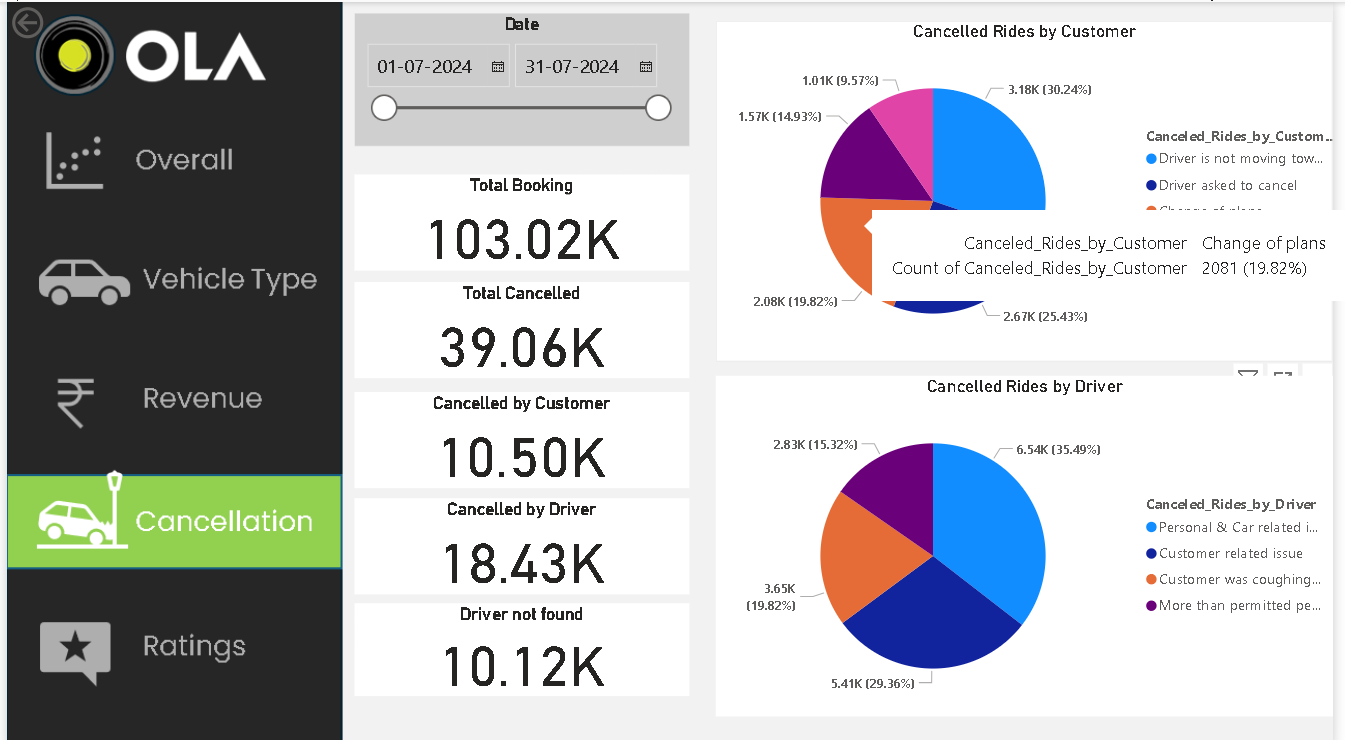 OLA
Overall
Vehicle Type
Revenue
Cancellation
Ratings
Date
01-07-2024
31-07-2024
Total Booking
103.02K
Total Cancelled
39.06K
Cancelled by Customer
10.50K
Cancelled by Driver
18.43K
Driver not found
10.12K
Cancelled Rides by Customer
1.01K (9.57%)
3.18K (30.24%)
1.57K (14.93%)
2.08K (19.82%)
2.67K (25.43%)
Canceled_Rides_by_Custom...
Driver is not moving tow...
Driver asked to cancel
Change of plans
Canceled_Rides_by_Customer Change of plans
Count of Canceled_Rides_by_Customer 2081 (19.82%)
Cancelled Rides by Driver
2.83K (15.32%)
6.54K (35.49%)
3.65K
(19.82%)
5.41K (29.36%)
Canceled_Rides_by_Driver
Personal & Car related i...
Customer related issue
Customer was coughing...
More than permitted pe...